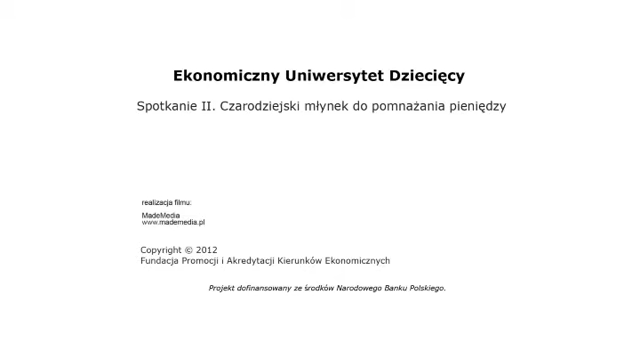 Ekonomiczny Uniwersytet Dziecięcy
Spotkanie II. Czarodziejski młynek do pomnażania pieniędzy
realizacja filmu:
MadeMedia
www.mademedia.pl
Copyright © 2012
Fundacja Promocji i Akredytacji Kierunków Ekonomicznych
Projekt dofinansowany ze środków Narodowego Banku Polskiego.